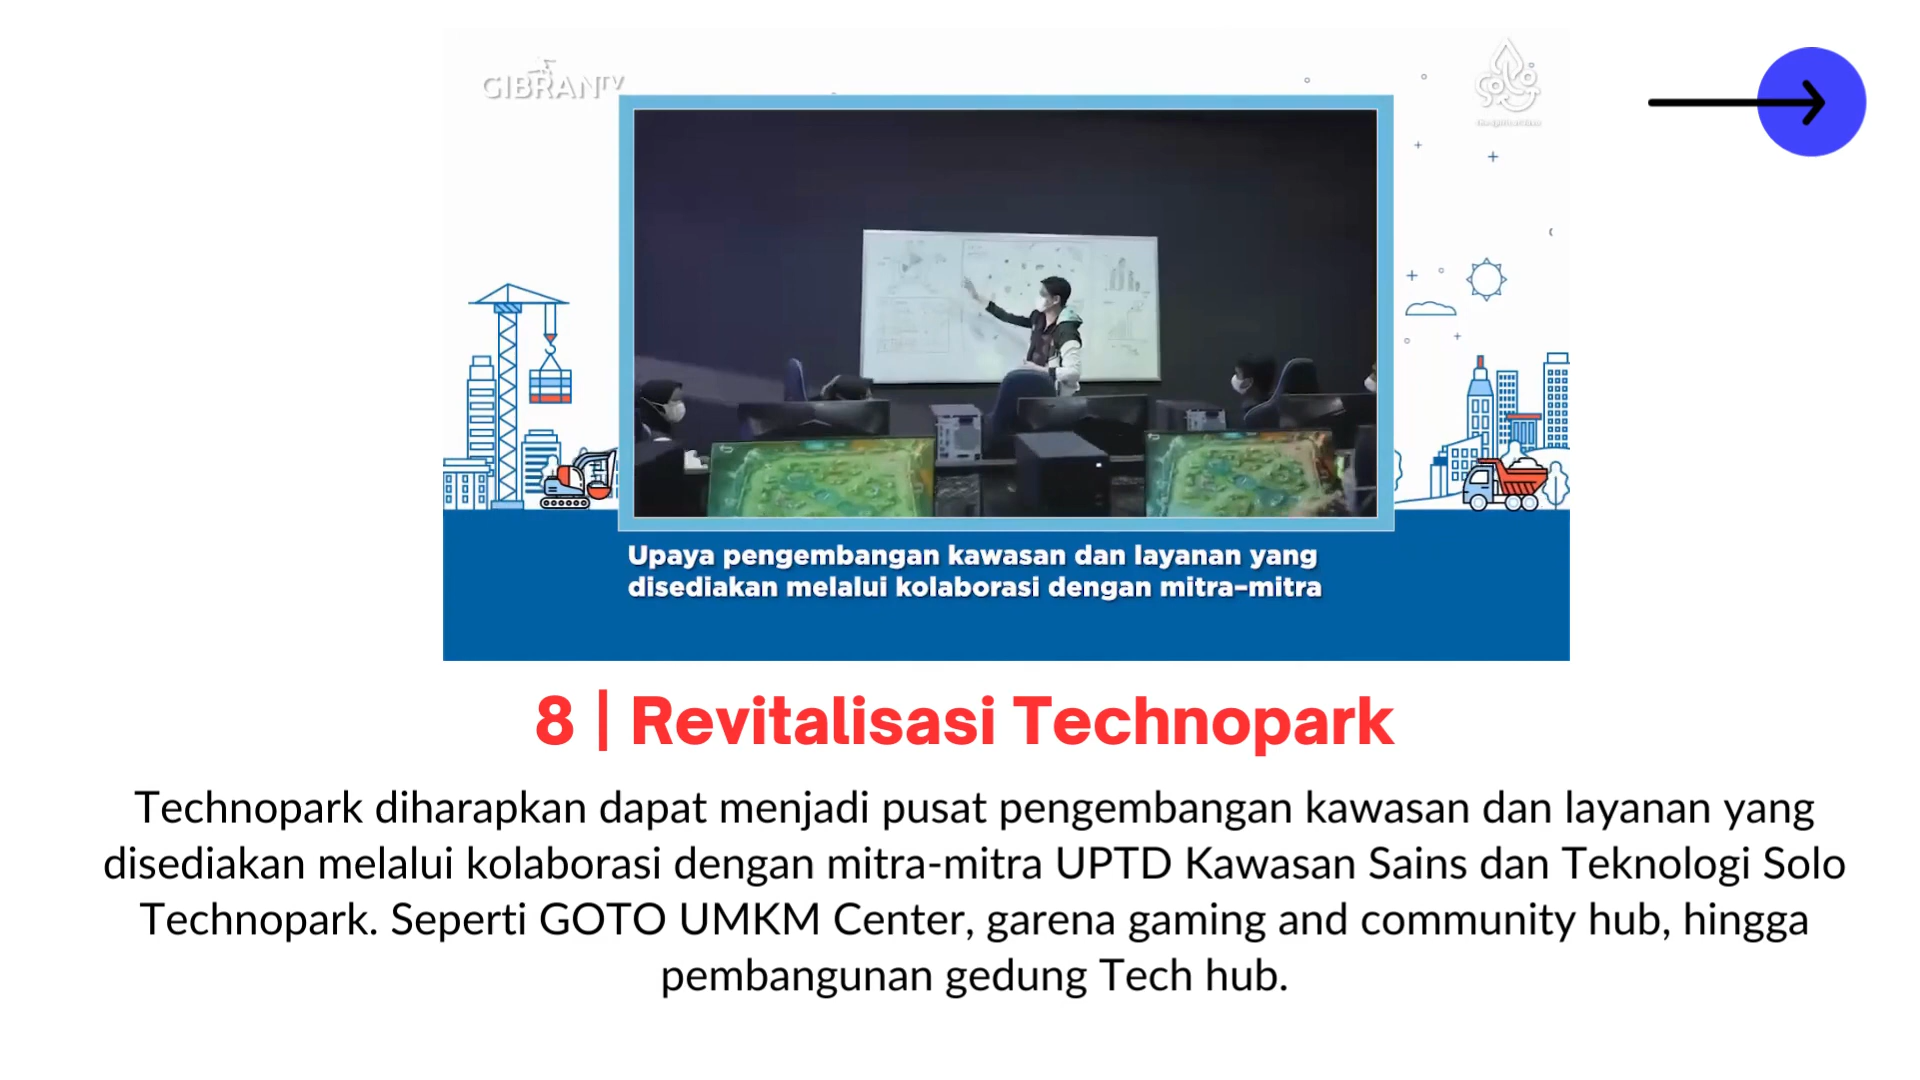 GIBRANTV
solo
Upaya pengembangan kawasan dan layanan yang
disediakan melalui kolaborasi dengan mitra-mitra
8 | Revitalisasi Technopark
Technopark diharapkan dapat menjadi pusat pengembangan kawasan dan layanan yang
disediakan melalui kolaborasi dengan mitra-mitra UPTD Kawasan Sains dan Teknologi Solo
Technopark. Seperti GOTO UMKM Center, garena gaming and community hub, hingga
pembangunan gedung Tech hub.